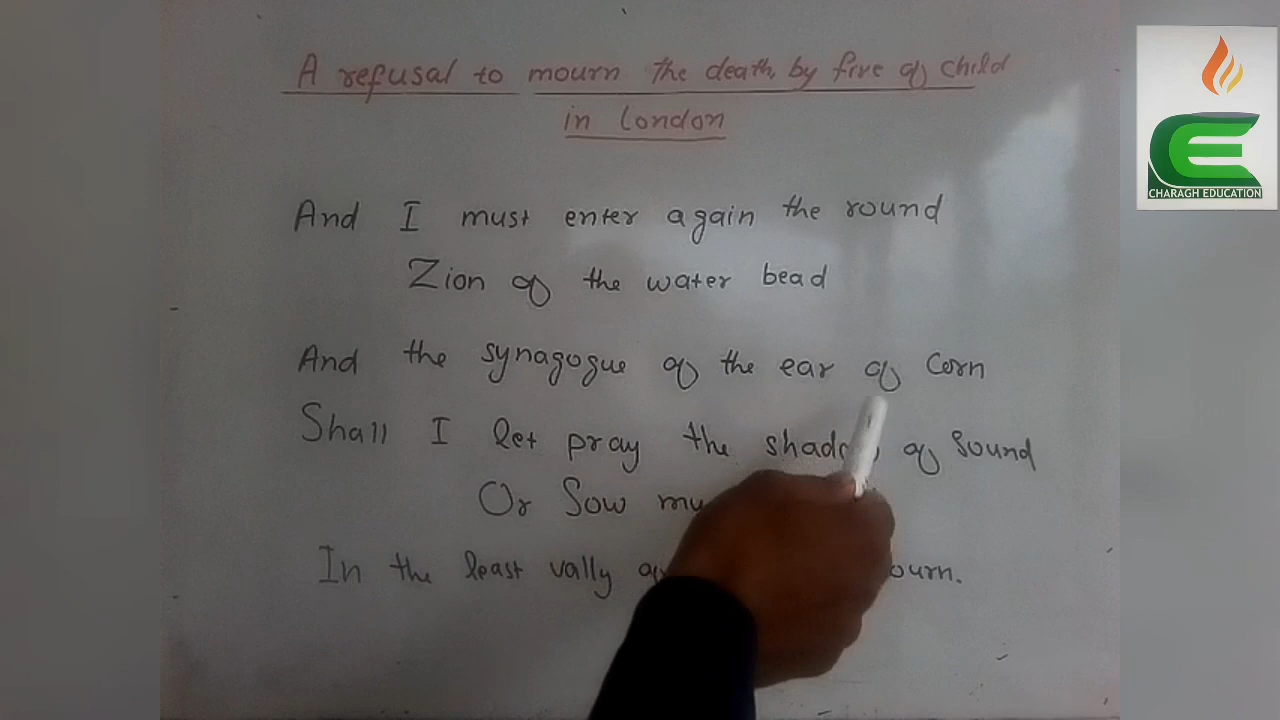 A refusal to mourn the death, by fire of child
in London
And I must enter again the round
Zion of the water bead
And the synagogue of the ear of Corn
Shall I let pray the of Sound
Or Sow my
In the least vally
CHARAGH EDUCATION